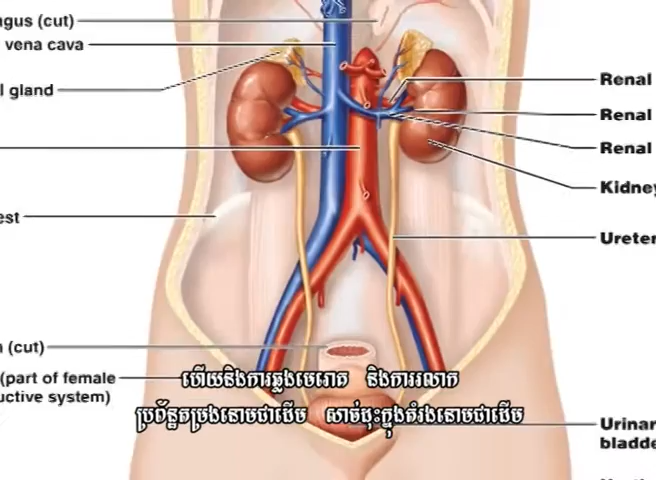 gus (cut)
vena cava
l gland
Renal
Renal
Renal
Kidney
est
Ureter
(cut)
(part of female
uctive system)
ហើយនិងការឆ្លងមេរោគ និងការរលាក
ប្រព័ន្ធតម្រងនោមជាដើម សាច់ដុះក្នុងតំរងនោមជាដើម
Urinar
bladde